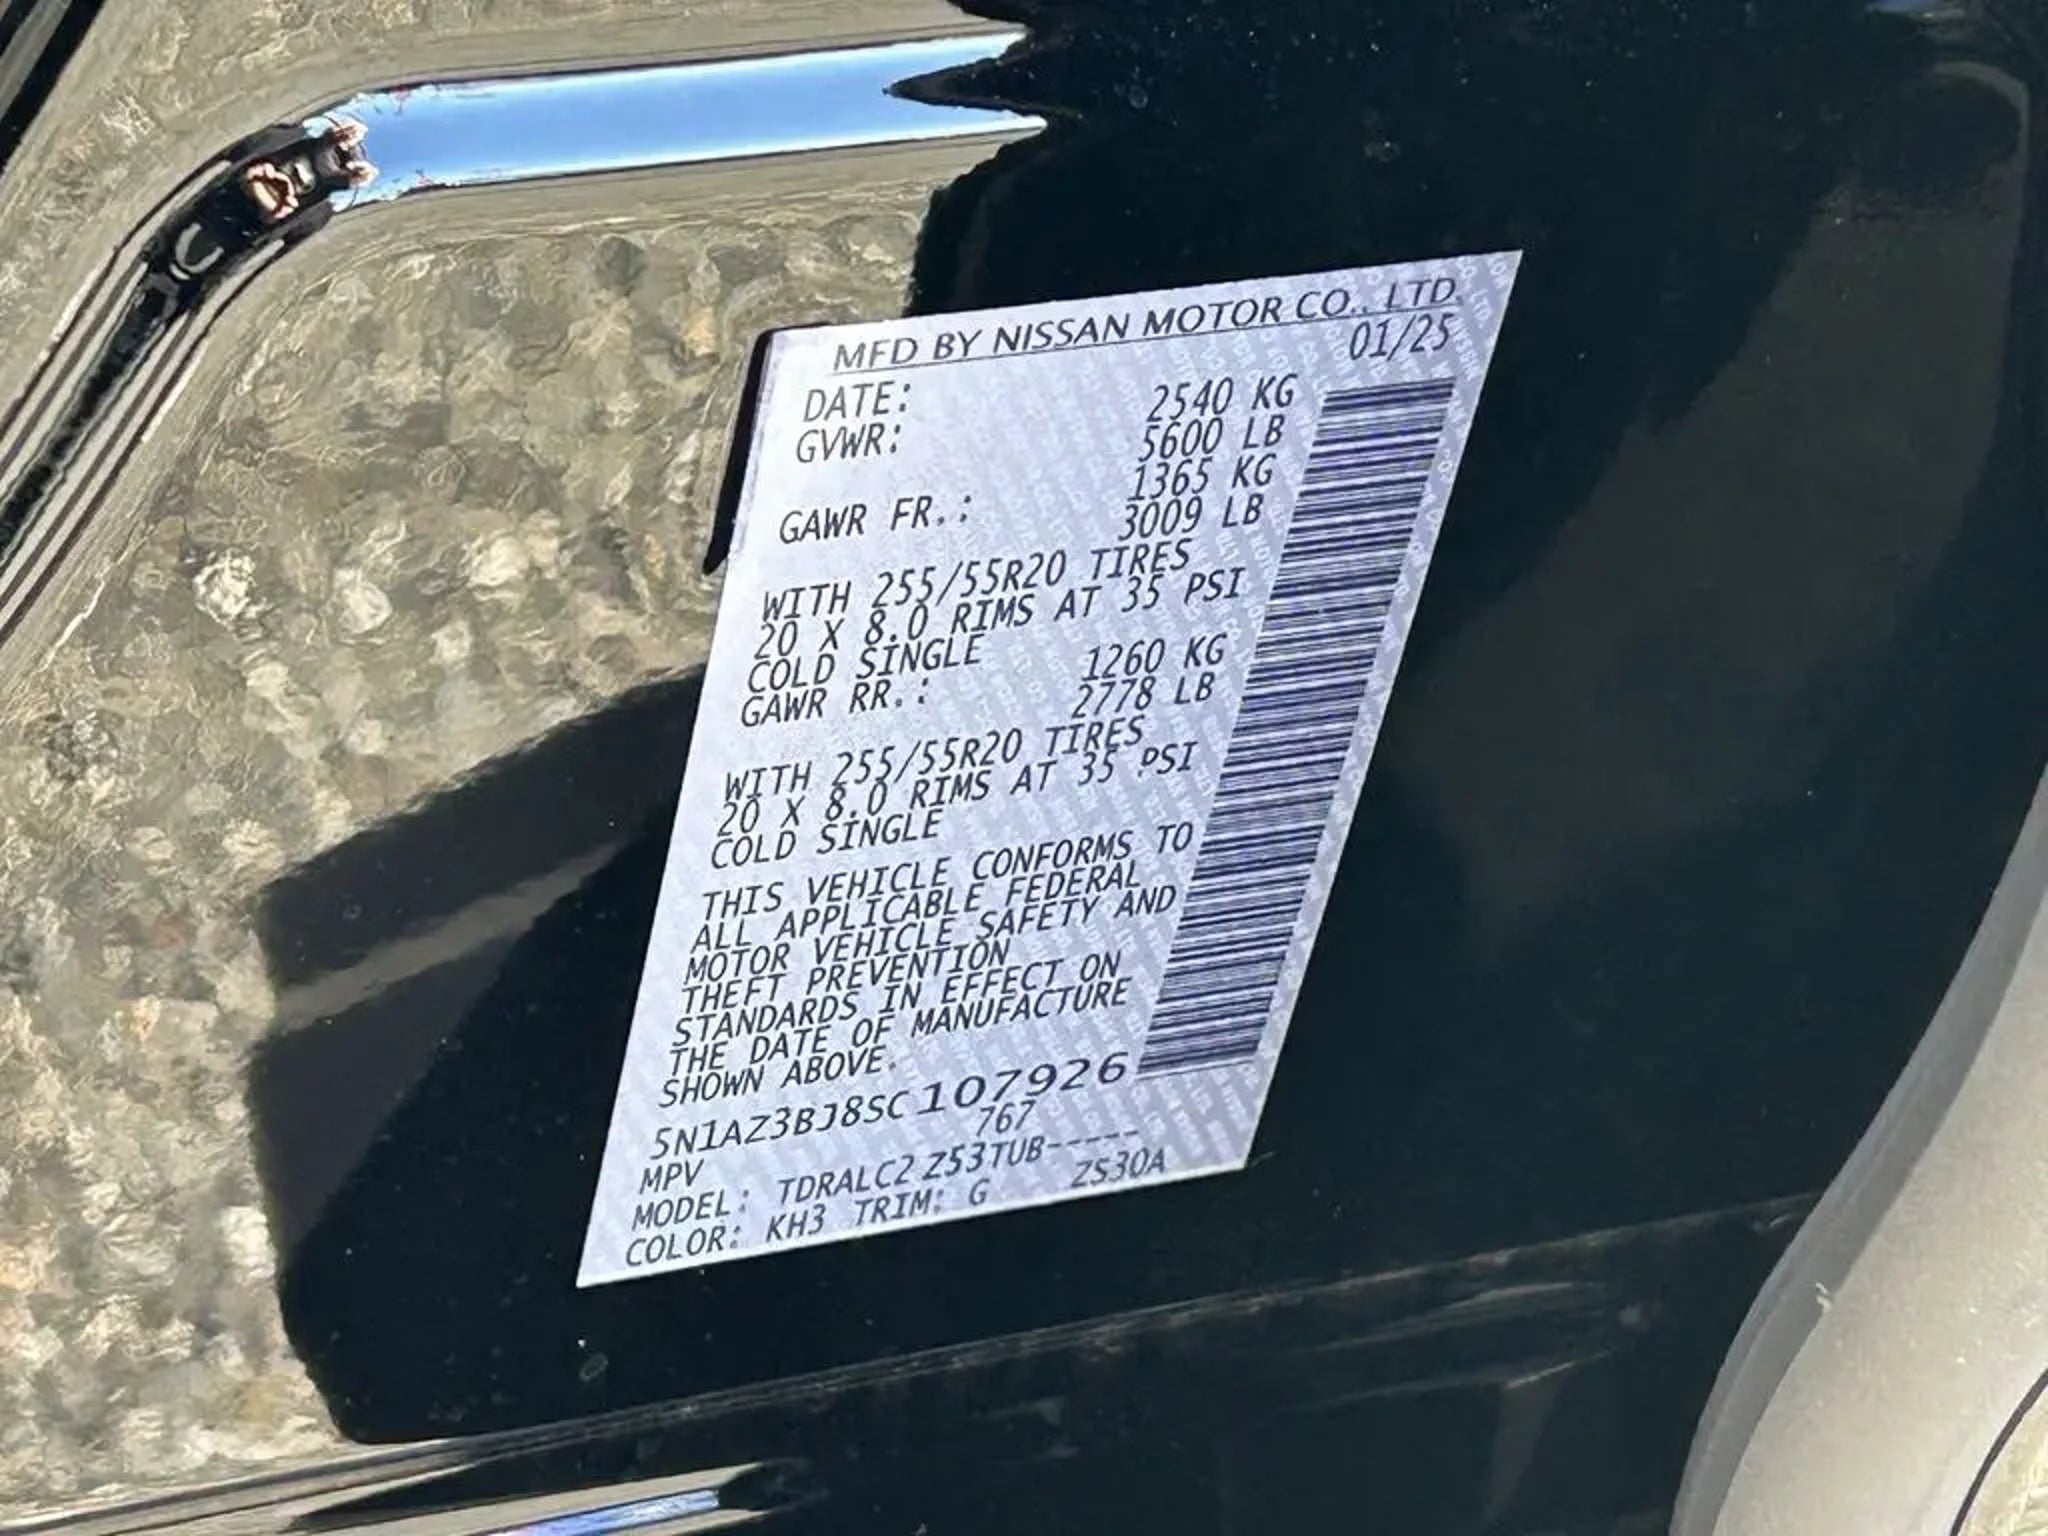 MFD BY NISSAN MOTOR CO., LTD.
DATE: 01/25
GVWR: 2540 KG
5600 LB
GAWR FR.: 1365 KG
3009 LB
WITH 255/55R20 TIRES
20 X 8.0 RIMS AT 35 PSI
COLD SINGLE
GAWR RR.: 1260 KG
2778 LB
WITH 255/55R20 TIRES
20 X 8.0 RIMS AT 35 PSI
COLD SINGLE
THIS VEHICLE CONFORMS TO
ALL APPLICABLE FEDERAL
MOTOR VEHICLE SAFETY AND
THEFT PREVENTION
STANDARDS IN EFFECT ON
THE DATE OF MANUFACTURE
SHOWN ABOVE.
5N1AZ3BJ8SC107926
MPV 767
MODEL: TDRALC2 Z53TUB-----
COLOR: KH3 TRIM: G ZS30A